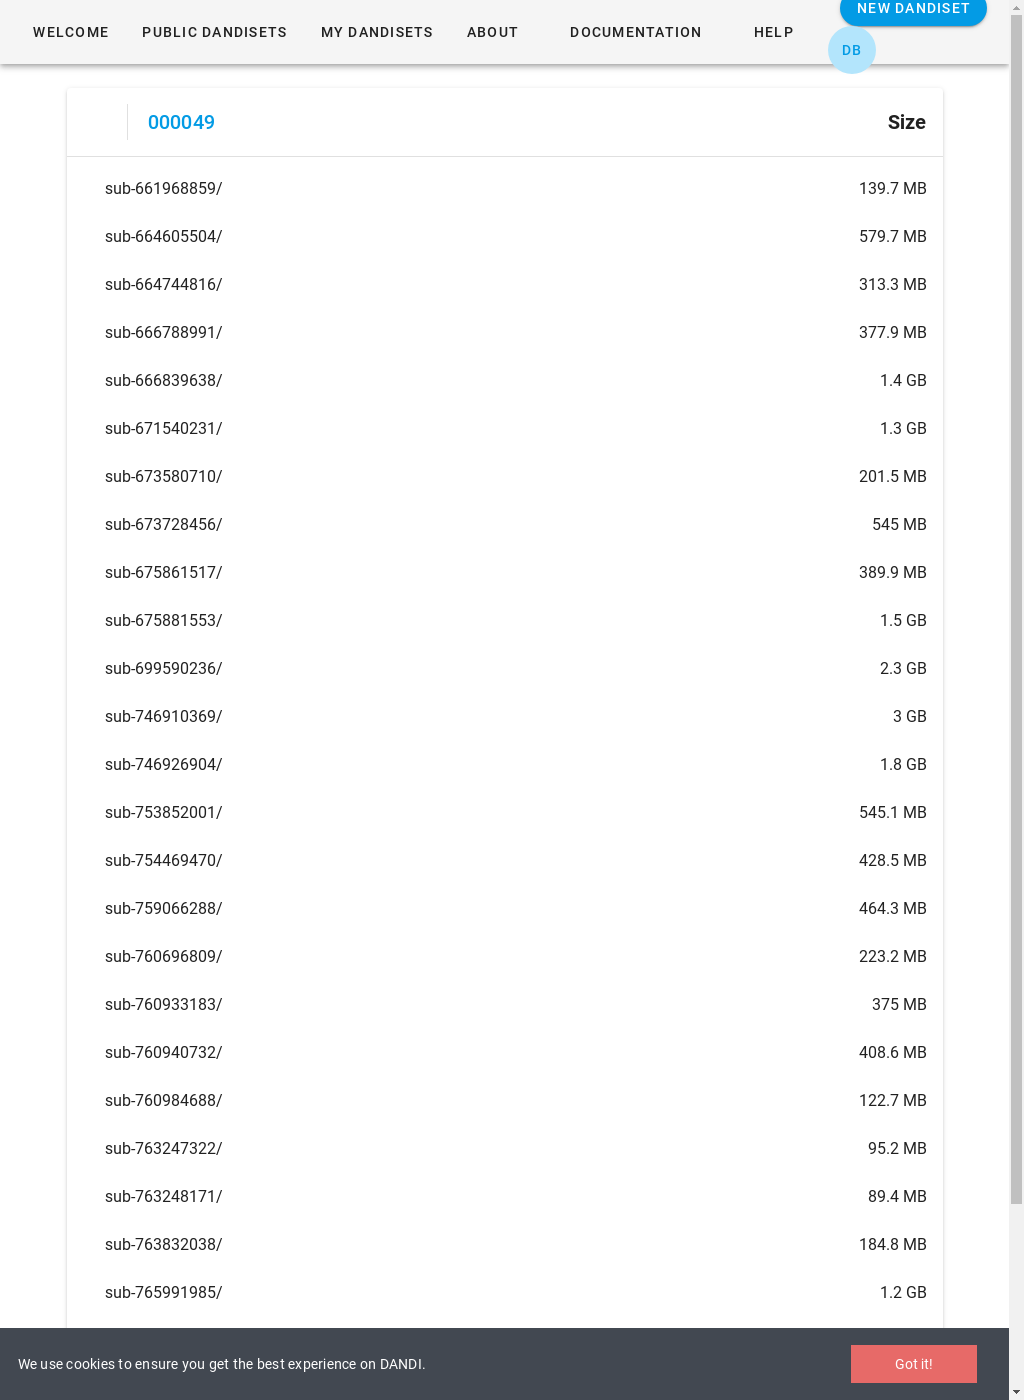 NEW DANDISET
WELCOME PUBLIC DANDISETS MY DANDISETS ABOUT DOCUMENTATION HELP
DB
000049 Size
sub-661968859/ 139.7 MB
sub-664605504/ 579.7 MB
sub-664744816/ 313.3 MB
sub-666788991/ 377.9 MB
sub-666839638/ 1.4 GB
sub-671540231/ 1.3 GB
sub-673580710/ 201.5 MB
sub-673728456/ 545 MB
sub-675861517/ 389.9 MB
sub-675881553/ 1.5 GB
sub-699590236/ 2.3 GB
sub-746910369/ 3 GB
sub-746926904/ 1.8 GB
sub-753852001/ 545.1 MB
sub-754469470/ 428.5 MB
sub-759066288/ 464.3 MB
sub-760696809/ 223.2 MB
sub-760933183/ 375 MB
sub-760940732/ 408.6 MB
sub-760984688/ 122.7 MB
sub-763247322/ 95.2 MB
sub-763248171/ 89.4 MB
sub-763832038/ 184.8 MB
sub-765991985/ 1.2 GB
We use cookies to ensure you get the best experience on DANDI. Got it!